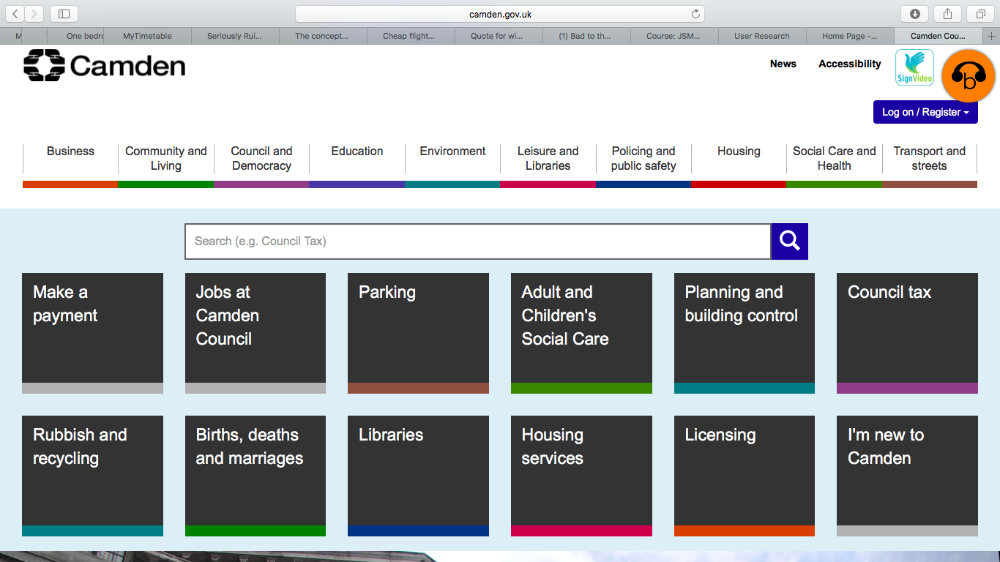 camden.gov.uk
M
One bedro
MyTimetable
Seriously Rui...
The concept...
Cheap flight...
Quote for wi...
(1) Bad to th...
Course: JSM...
User Research
Home Page -...
Camden Cou...
Camden
News
Accessibility
SignVideo
b
Log on / Register
Business
Community and
Living
Council and
Democracy
Education
Environment
Leisure and
Libraries
Policing and
public safety
Housing
Social Care and
Health
Transport and
streets
Search (e.g. Council Tax)
Make a
payment
Jobs at
Camden
Council
Parking
Adult and
Children's
Social Care
Planning and
building control
Council tax
Rubbish and
recycling
Births, deaths
and marriages
Libraries
Housing
services
Licensing
I'm new to
Camden